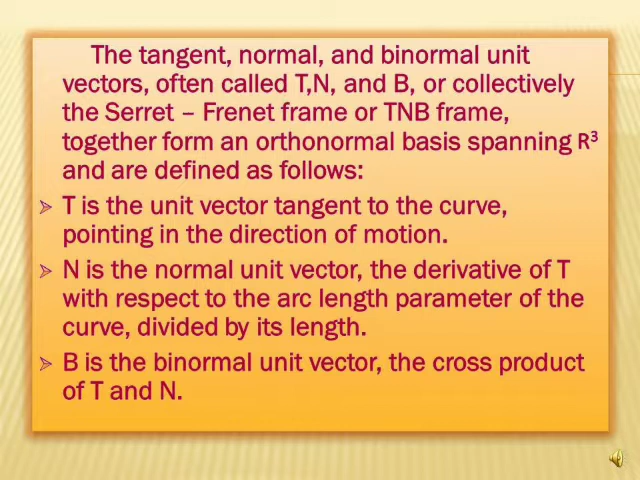 The tangent, normal, and binormal unit
vectors, often called T,N, and B, or collectively
the Serret – Frenet frame or TNB frame,
together form an orthonormal basis spanning R³
and are defined as follows:
T is the unit vector tangent to the curve,
pointing in the direction of motion.
N is the normal unit vector, the derivative of T
with respect to the arc length parameter of the
curve, divided by its length.
B is the binormal unit vector, the cross product
of T and N.